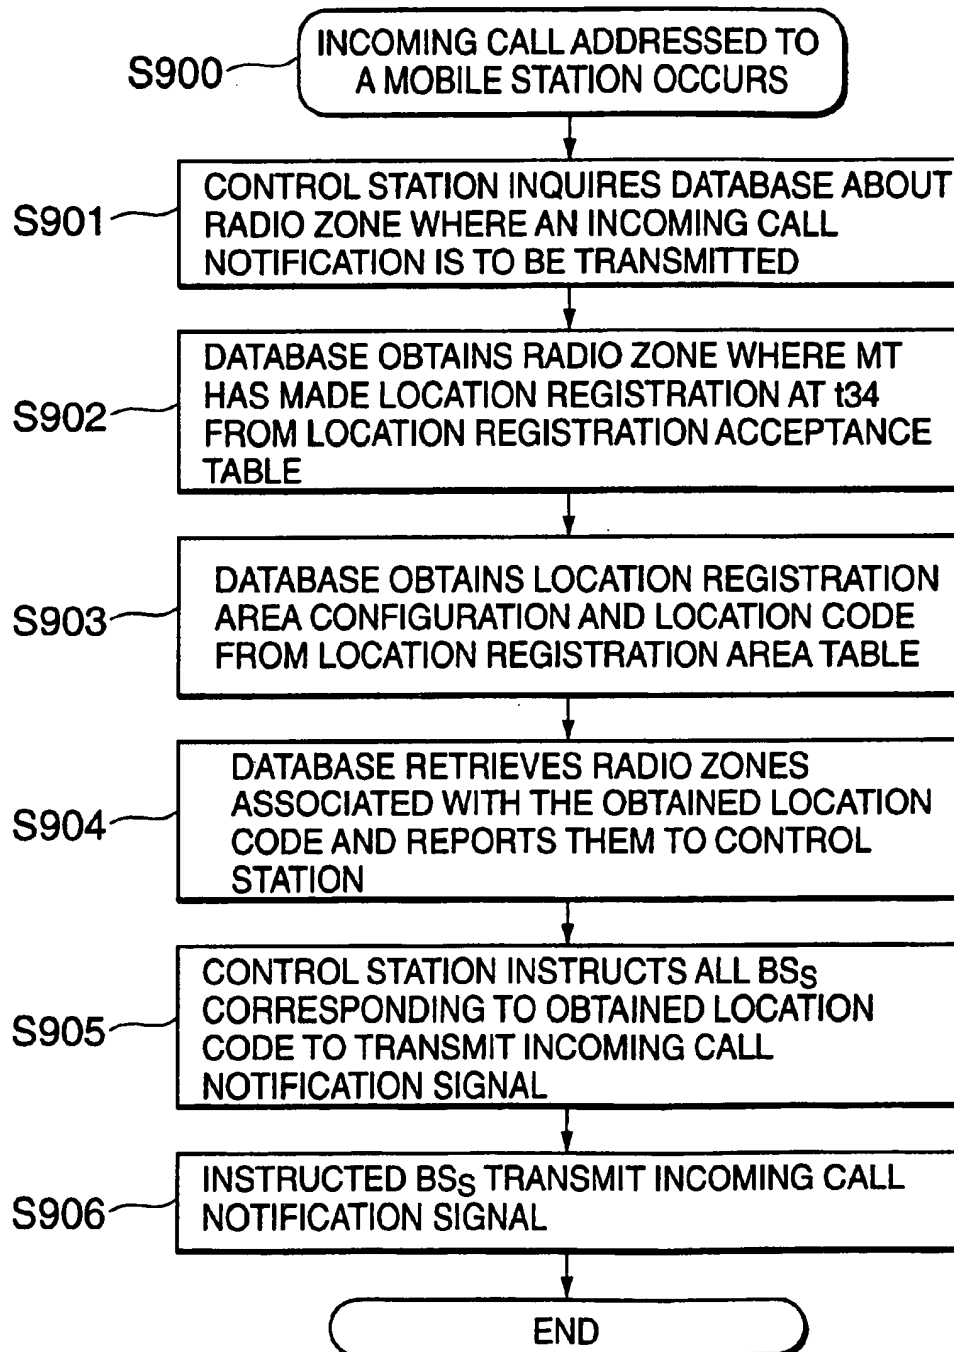 S900
INCOMING CALL ADDRESSED TO
A MOBILE STATION OCCURS
S901
CONTROL STATION INQUIRES DATABASE ABOUT
RADIO ZONE WHERE AN INCOMING CALL
NOTIFICATION IS TO BE TRANSMITTED
S902
DATABASE OBTAINS RADIO ZONE WHERE MT
HAS MADE LOCATION REGISTRATION AT t34
FROM LOCATION REGISTRATION ACCEPTANCE
TABLE
S903
DATABASE OBTAINS LOCATION REGISTRATION
AREA CONFIGURATION AND LOCATION CODE
FROM LOCATION REGISTRATION AREA TABLE
S904
DATABASE RETRIEVES RADIO ZONES
ASSOCIATED WITH THE OBTAINED LOCATION
CODE AND REPORTS THEM TO CONTROL
STATION
S905
CONTROL STATION INSTRUCTS ALL BSS
CORRESPONDING TO OBTAINED LOCATION
CODE TO TRANSMIT INCOMING CALL
NOTIFICATION SIGNAL
S906
INSTRUCTED BSS TRANSMIT INCOMING CALL
NOTIFICATION SIGNAL
END